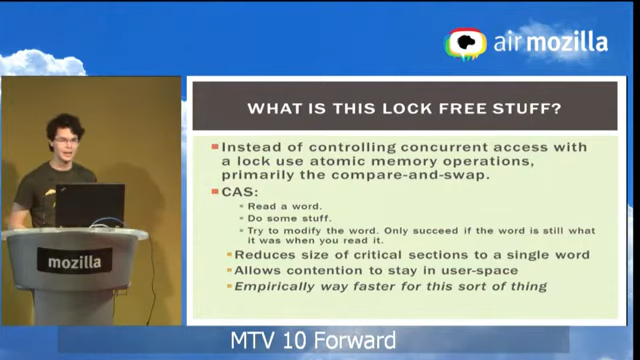 air mozilla
WHAT IS THIS LOCK FREE STUFF?
Instead of controlling concurrent access with
a lock use atomic memory operations,
primarily the compare-and-swap.
CAS:
Read a word.
Do some stuff.
Try to modify the word. Only succeed if the word is still what
it was when you read it.
Reduces size of critical sections to a single word
Allows contention to stay in user-space
Empirically way faster for this sort of thing
mozilla
MTV 10 Forward